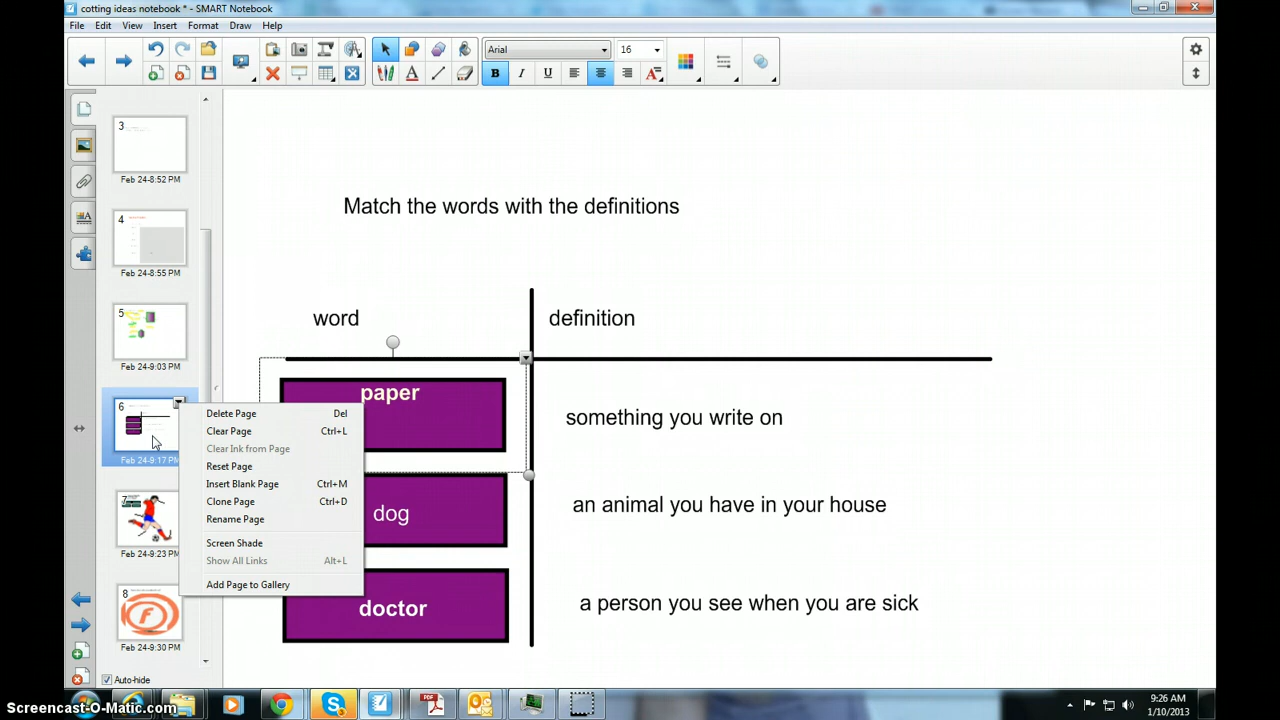 cotting ideas notebook * - SMART Notebook
File Edit View Insert Format Draw Help
Arial
16
B I U
3
Feb 24-8:52 PM
4
Feb 24-8:55 PM
5
Feb 24-9:03 PM
6
Feb 24-9:17 PM
7
Feb 24-9:23 PM
8
Feb 24-9:30 PM
Auto-hide
Delete Page Del
Clear Page Ctrl+L
Clear Ink from Page
Reset Page
Insert Blank Page Ctrl+M
Clone Page Ctrl+D
Rename Page
Screen Shade
Show All Links Alt+L
Add Page to Gallery
Match the words with the definitions
word definition
paper
something you write on
dog
an animal you have in your house
doctor
a person you see when you are sick
Screencast-O-Matic.com
9:26 AM
1/10/2013